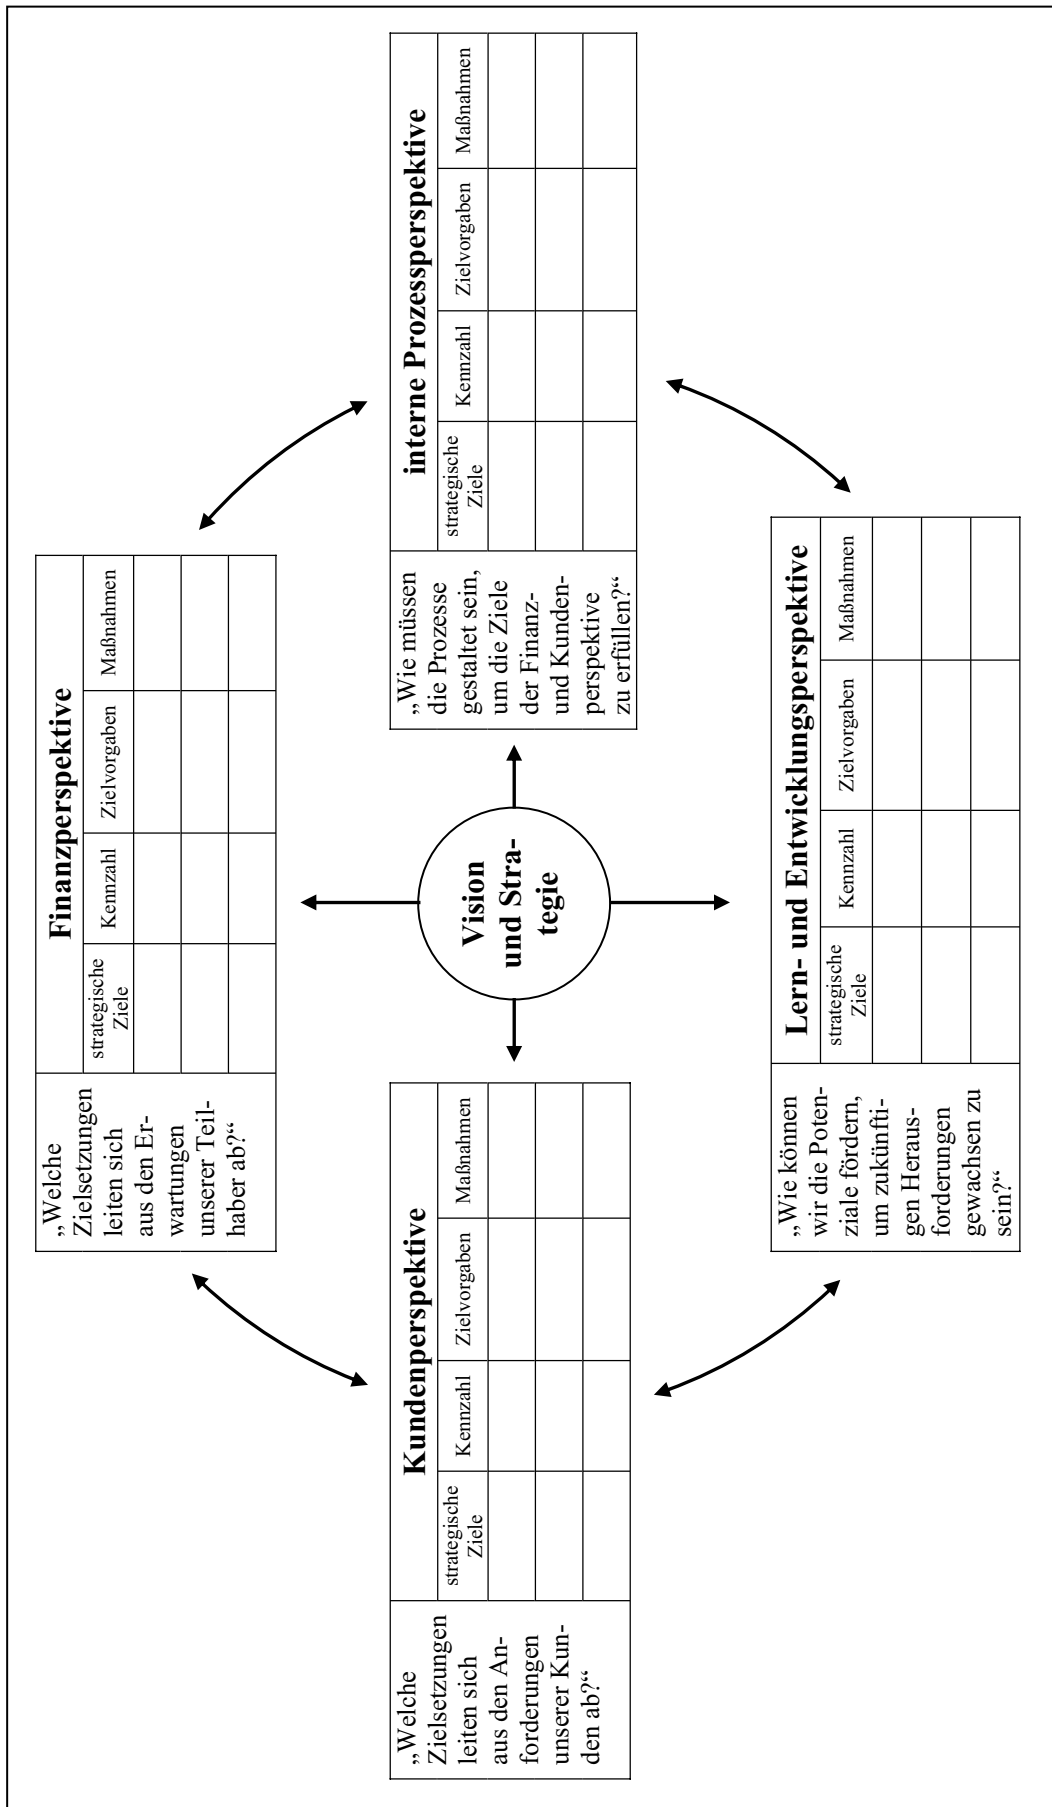 Finanzperspektive
„Welche
Zielsetzungen
leiten sich
aus den Er-
wartungen
unserer Teil-
haber ab?“
strategische
Ziele
Kennzahl
Zielvorgaben
Maßnahmen
Kundenperspektive
„Welche
Zielsetzungen
leiten sich
aus den An-
forderungen
unserer Kun-
den ab?“
strategische
Ziele
Kennzahl
Zielvorgaben
Maßnahmen
Vision
und Stra-
tegie
interne Prozessperspektive
„Wie müssen
die Prozesse
gestaltet sein,
um die Ziele
der Finanz-
und Kunden-
perspektive
zu erfüllen?“
strategische
Ziele
Kennzahl
Zielvorgaben
Maßnahmen
Lern- und Entwicklungsperspektive
„Wie können
wir die Poten-
ziale fördern,
um zukünfti-
gen Heraus-
forderungen
gewachsen zu
sein?“
strategische
Ziele
Kennzahl
Zielvorgaben
Maßnahmen